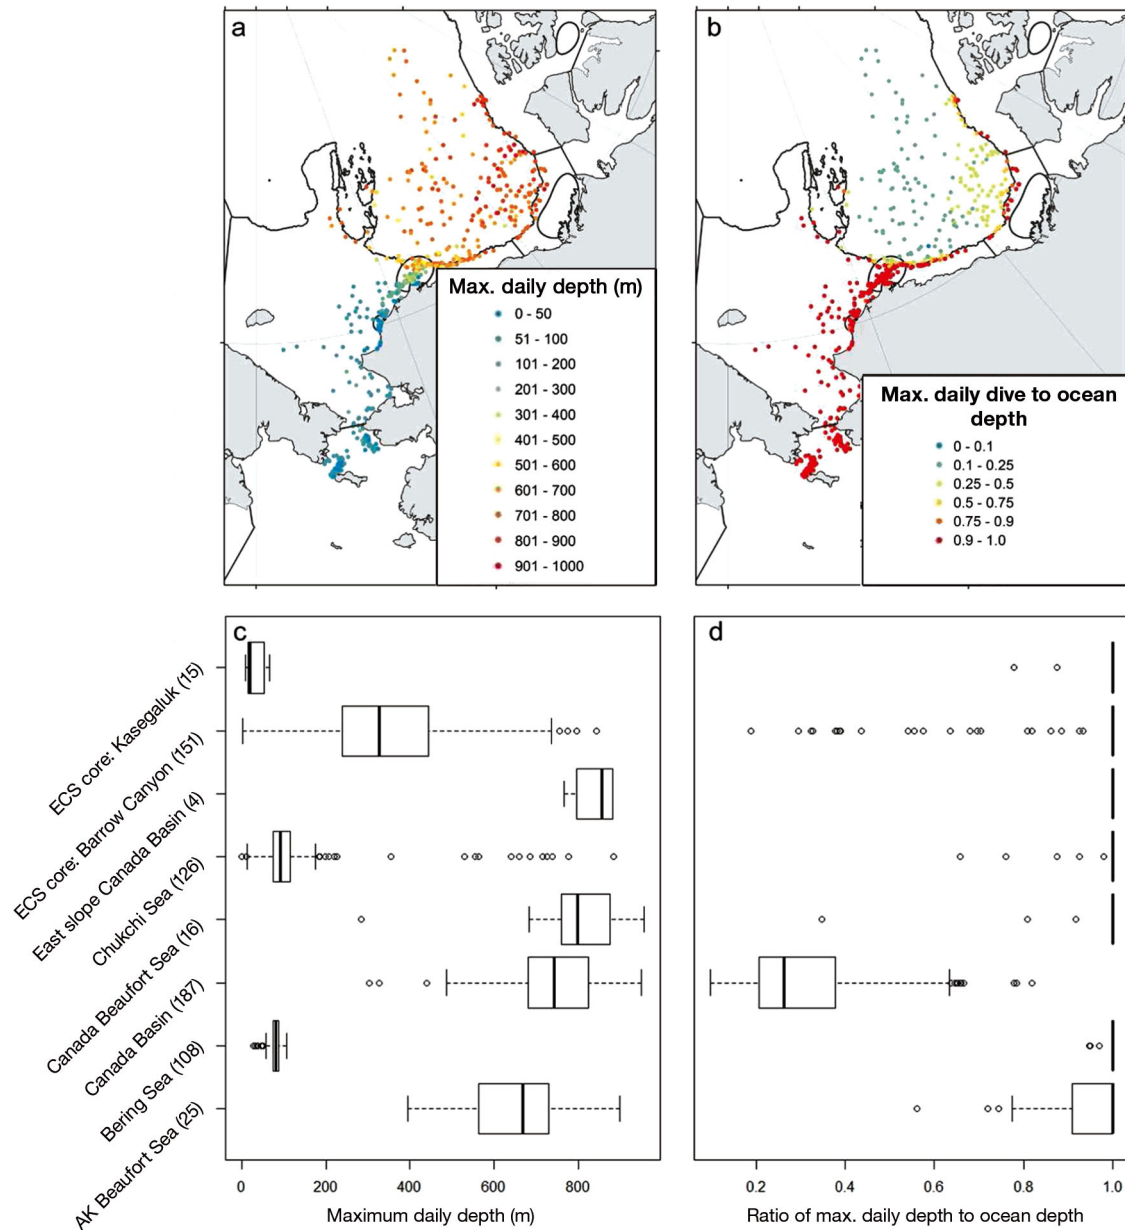 a
Max. daily depth (m)
0 - 50
51 - 100
101 - 200
201 - 300
301 - 400
401 - 500
501 - 600
601 - 700
701 - 800
801 - 900
901 - 1000
b
Max. daily dive to ocean
depth
0 - 0.1
0.1 - 0.25
0.25 - 0.5
0.5 - 0.75
0.75 - 0.9
0.9 - 1.0
c
ECS core: Kasegaluk (15)
ECS core: Barrow Canyon (151)
East slope Canada Basin (4)
Chukchi Sea (126)
Canada Beaufort Sea (16)
Canada Basin (187)
Bering Sea (108)
AK Beaufort Sea (25)
0 200 400 600 800
Maximum daily depth (m)
d
0.2 0.4 0.6 0.8 1.0
Ratio of max. daily depth to ocean depth